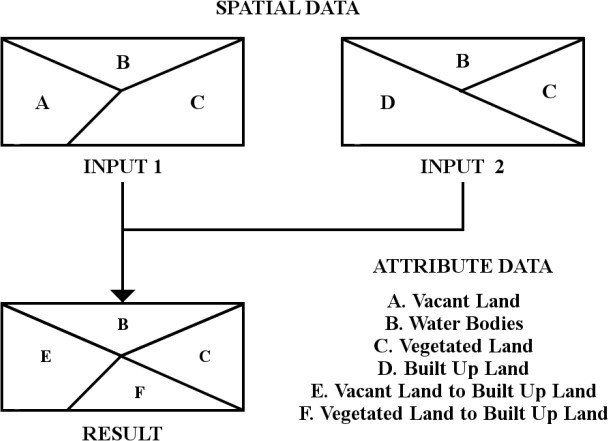 SPATIAL DATA
B
A
C
INPUT 1
B
D
C
INPUT 2
B
E
C
F
RESULT
ATTRIBUTE DATA
A. Vacant Land
B. Water Bodies
C. Vegetated Land
D. Built Up Land
E. Vacant Land to Built Up Land
F. Vegetated Land to Built Up Land